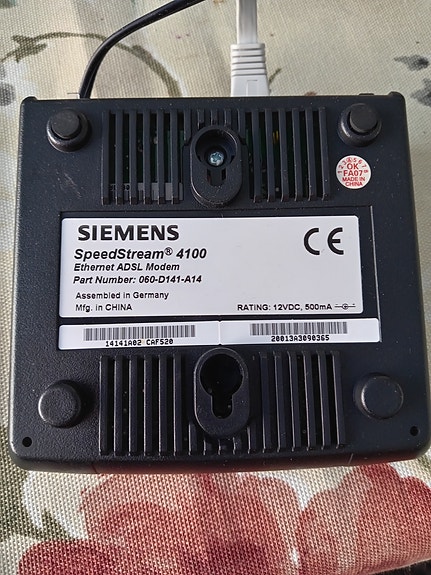 OK
FA07
MADE IN
CHINA
SIEMENS
SpeedStream® 4100
Ethernet ADSL Modem
Part Number: 060-D141-A14
Assembled in Germany
Mfg. in CHINA
CE
RATING: 12VDC, 500mA
14141A02 CAF520
20013A3090365